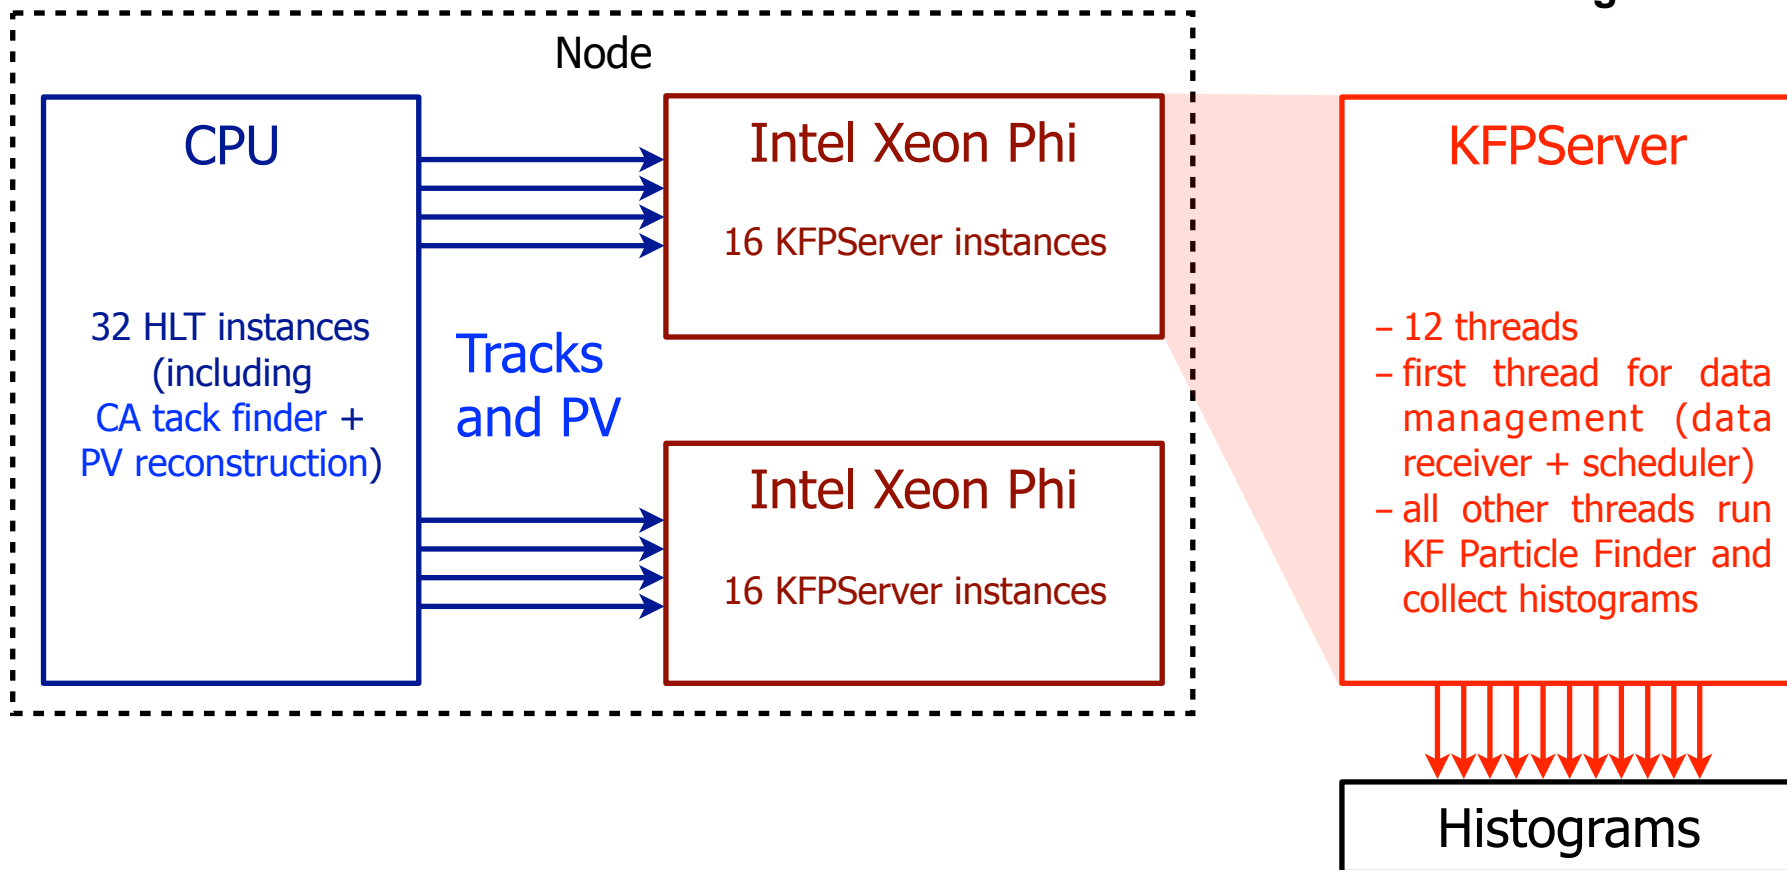 Node
CPU
32 HLT instances
(including
CA tack finder +
PV reconstruction)
Tracks
and PV
Intel Xeon Phi
16 KFPServer instances
Intel Xeon Phi
16 KFPServer instances
KFPServer
– 12 threads
– first thread for data
management (data
receiver + scheduler)
– all other threads run
KF Particle Finder and
collect histograms
Histograms